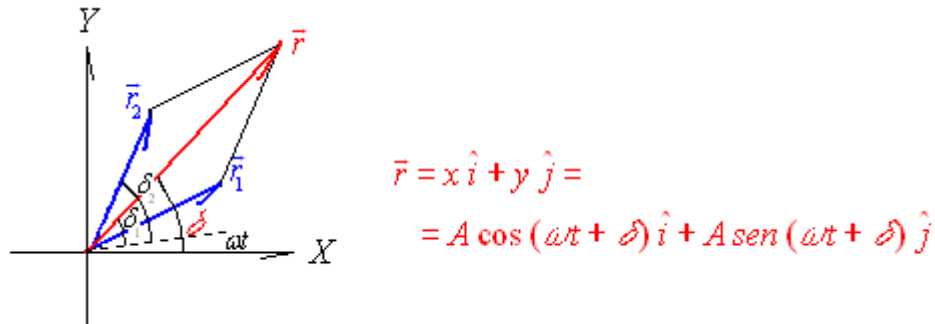 Y
r⃗
r⃗₂
r⃗₁
δ₂
δ₁
δ
ωt
X
r⃗ = x î + y ĵ =
= A cos (ωt + δ) î + A sen (ωt + δ) ĵ